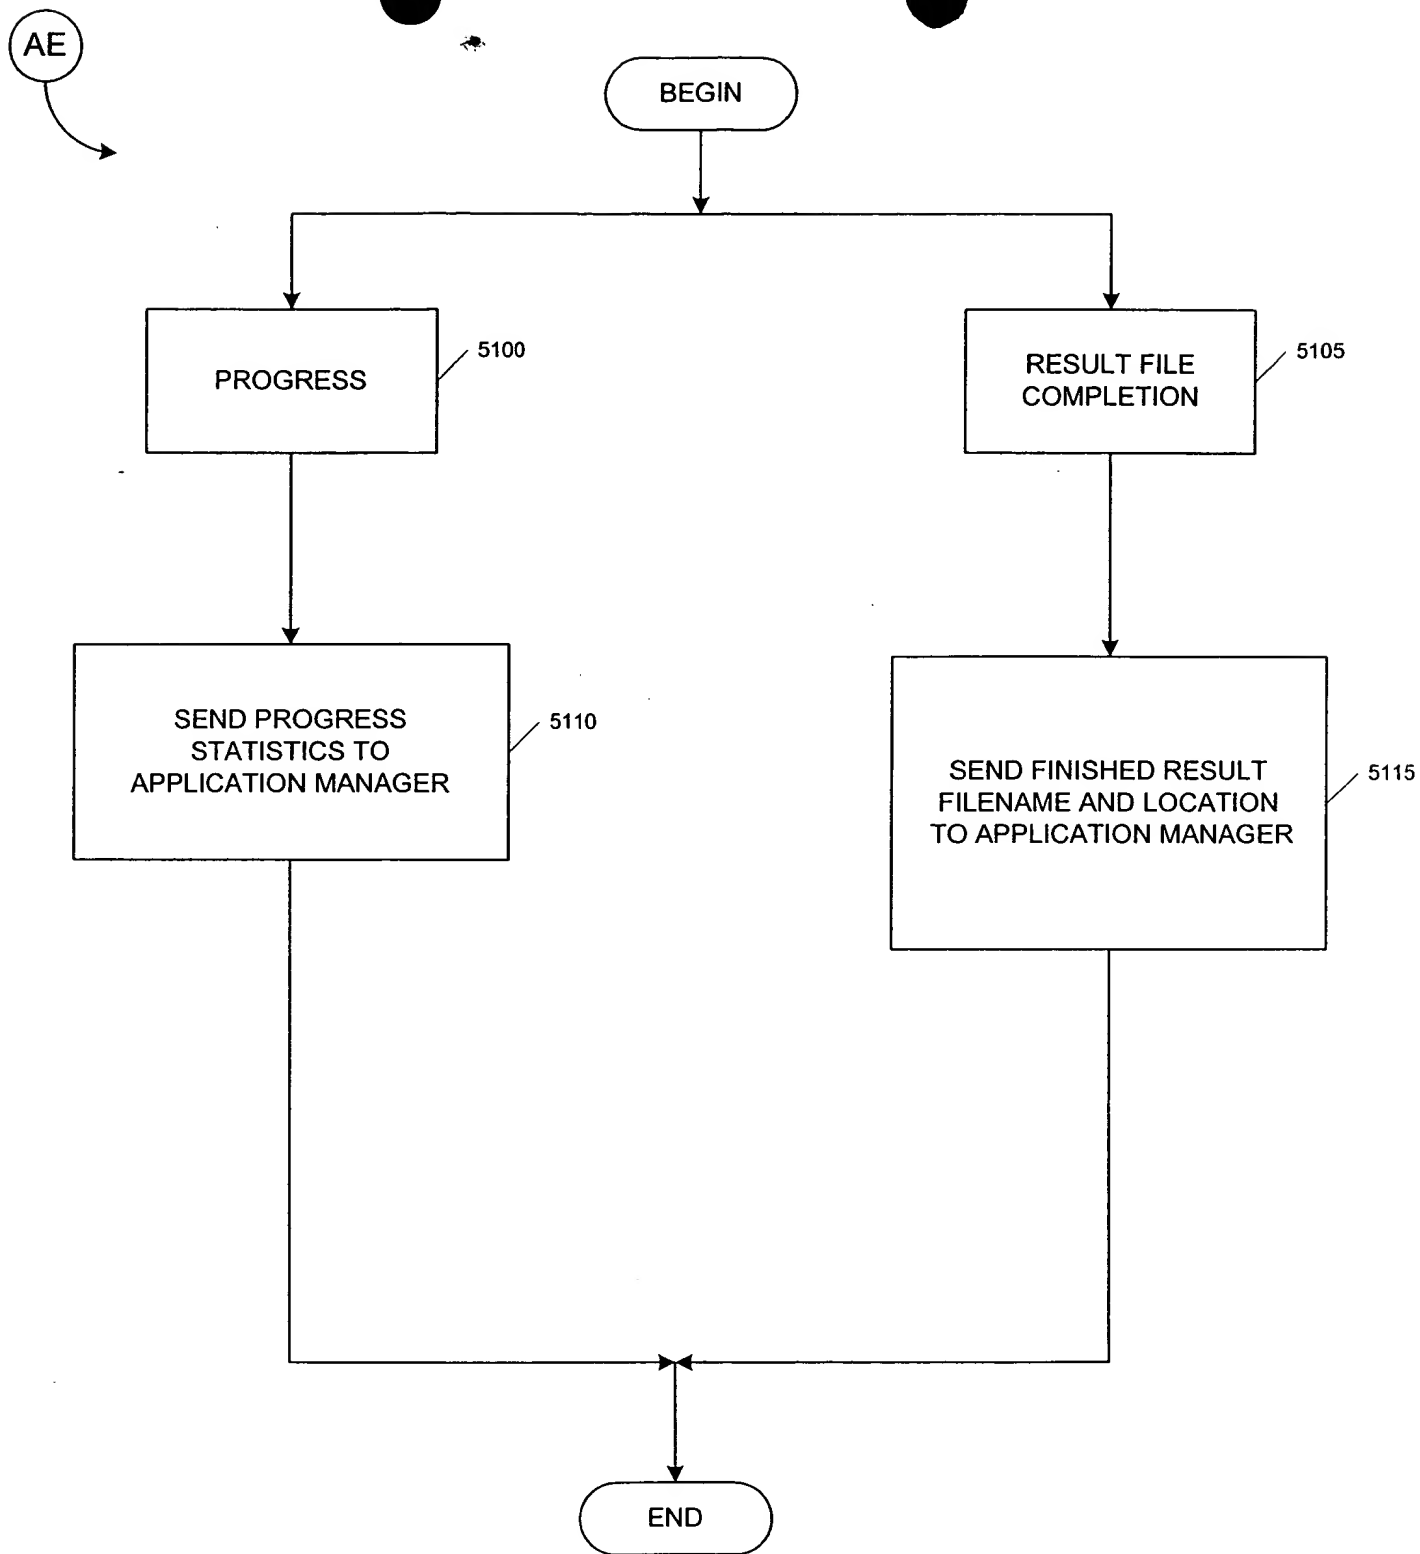 AE
BEGIN
PROGRESS
5100
RESULT FILE
COMPLETION
5105
SEND PROGRESS
STATISTICS TO
APPLICATION MANAGER
5110
SEND FINISHED RESULT
FILENAME AND LOCATION
TO APPLICATION MANAGER
5115
END